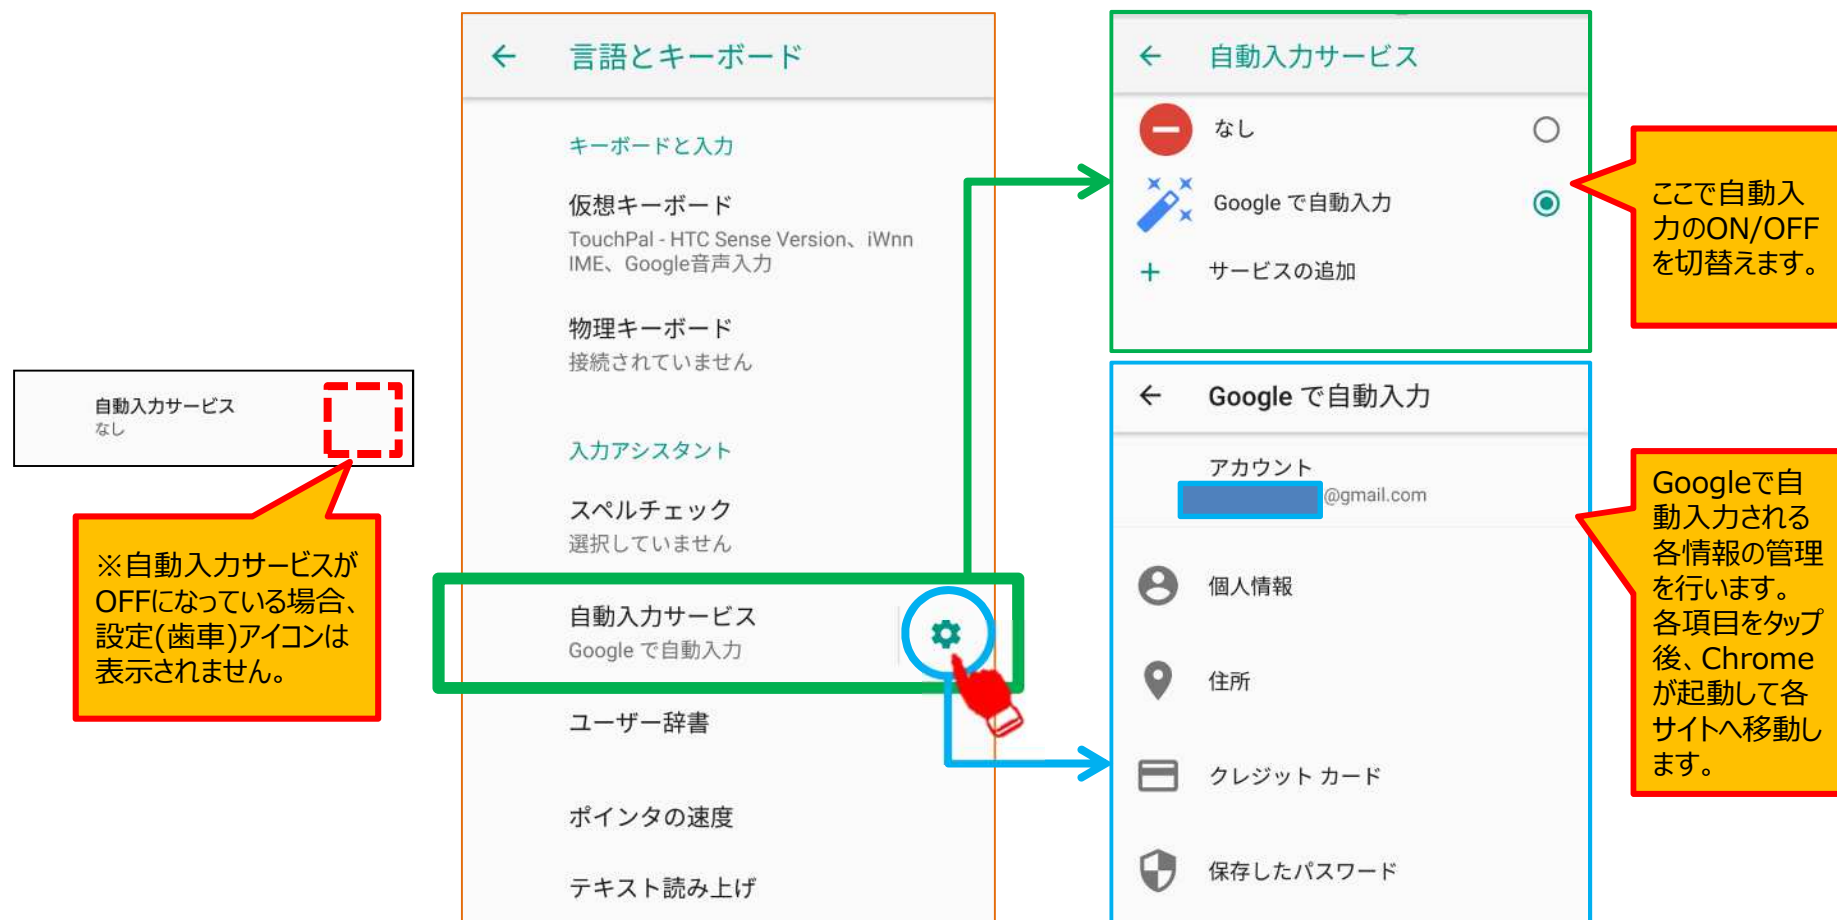 自動入力サービス
なし
※自動入力サービスが
OFFになっている場合、
設定(歯車)アイコンは
表示されません。
言語とキーボード
キーボードと入力
仮想キーボード
TouchPal - HTC Sense Version、iWnn
IME、Google音声入力
物理キーボード
接続されていません
入力アシスタント
スペルチェック
選択していません
自動入力サービス
Google で自動入力
ユーザー辞書
ポインタの速度
テキスト読み上げ
自動入力サービス
なし
Google で自動入力
+ サービスの追加
ここで自動入
力のON/OFF
を切替えます。
Google で自動入力
アカウント
@gmail.com
個人情報
住所
クレジット カード
保存したパスワード
Googleで自
動入力される
各情報の管理
を行います。
各項目をタップ
後、Chrome
が起動して各
サイトへ移動し
ます。